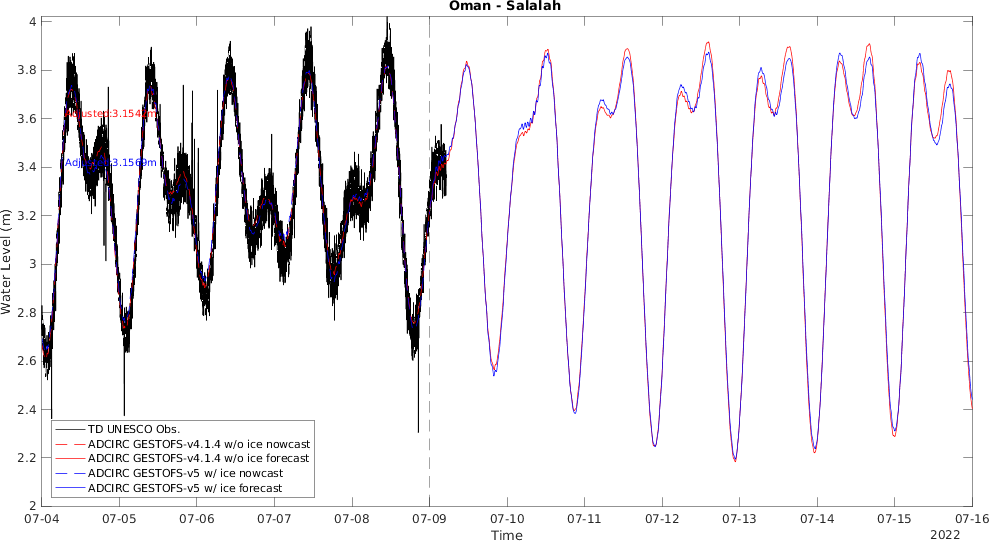 Oman - Salalah
4
3.8
3.6
3.4
3.2
3
2.8
2.6
2.4
2.2
2
Water Level (m)
Adj.3.1569m
TD UNESCO Obs.
ADCIRC GESTOFS-v4.1.4 w/o ice nowcast
ADCIRC GESTOFS-v4.1.4 w/o ice forecast
ADCIRC GESTOFS-v5 w/ ice nowcast
ADCIRC GESTOFS-v5 w/ ice forecast
07-04
07-05
07-06
07-07
07-08
07-09
07-10
07-11
07-12
07-13
07-14
07-15
07-16
Time
2022